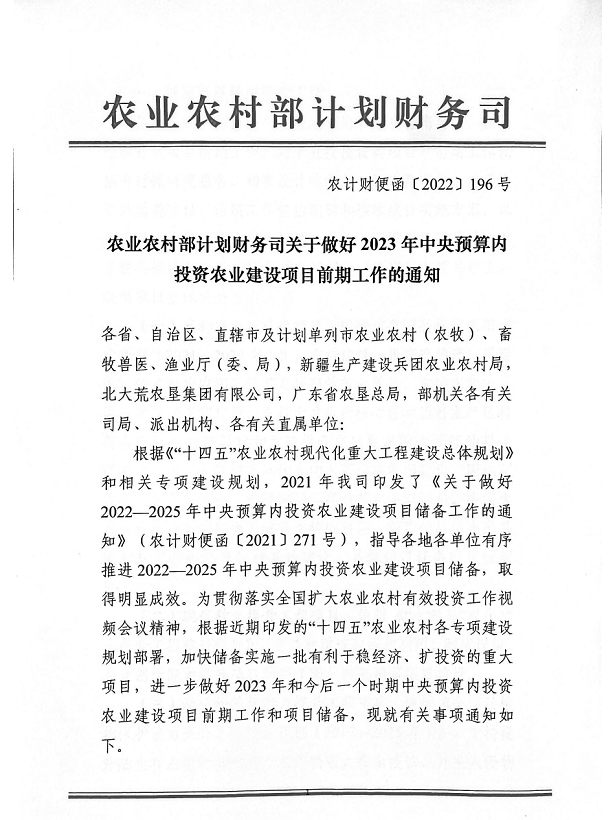 农业农村部计划财务司
农计财便函〔2022〕196号
农业农村部计划财务司关于做好 2023 年中央预算内
投资农业建设项目前期工作的通知
各省、自治区、直辖市及计划单列市农业农村（农牧）、畜
牧兽医、渔业厅（委、局），新疆生产建设兵团农业农村局，
北大荒农垦集团有限公司，广东省农垦总局，部机关各有关
司局、派出机构、各有关直属单位：
根据《“十四五”农业农村现代化重大工程建设总体规划》
和相关专项建设规划，2021 年我司印发了《关于做好
2022—2025 年中央预算内投资农业建设项目储备工作的通
知》（农计财便函〔2021〕271 号），指导各地各单位有序
推进 2022—2025 年中央预算内投资农业建设项目储备，取
得明显成效。为贯彻落实全国扩大农业农村有效投资工作视
频会议精神，根据近期印发的“十四五”农业农村各专项建设
规划部署，加快储备实施一批有利于稳经济、扩投资的重大
项目，进一步做好 2023 年和今后一个时期中央预算内投资
农业建设项目前期工作和项目储备，现就有关事项通知如
下。
1